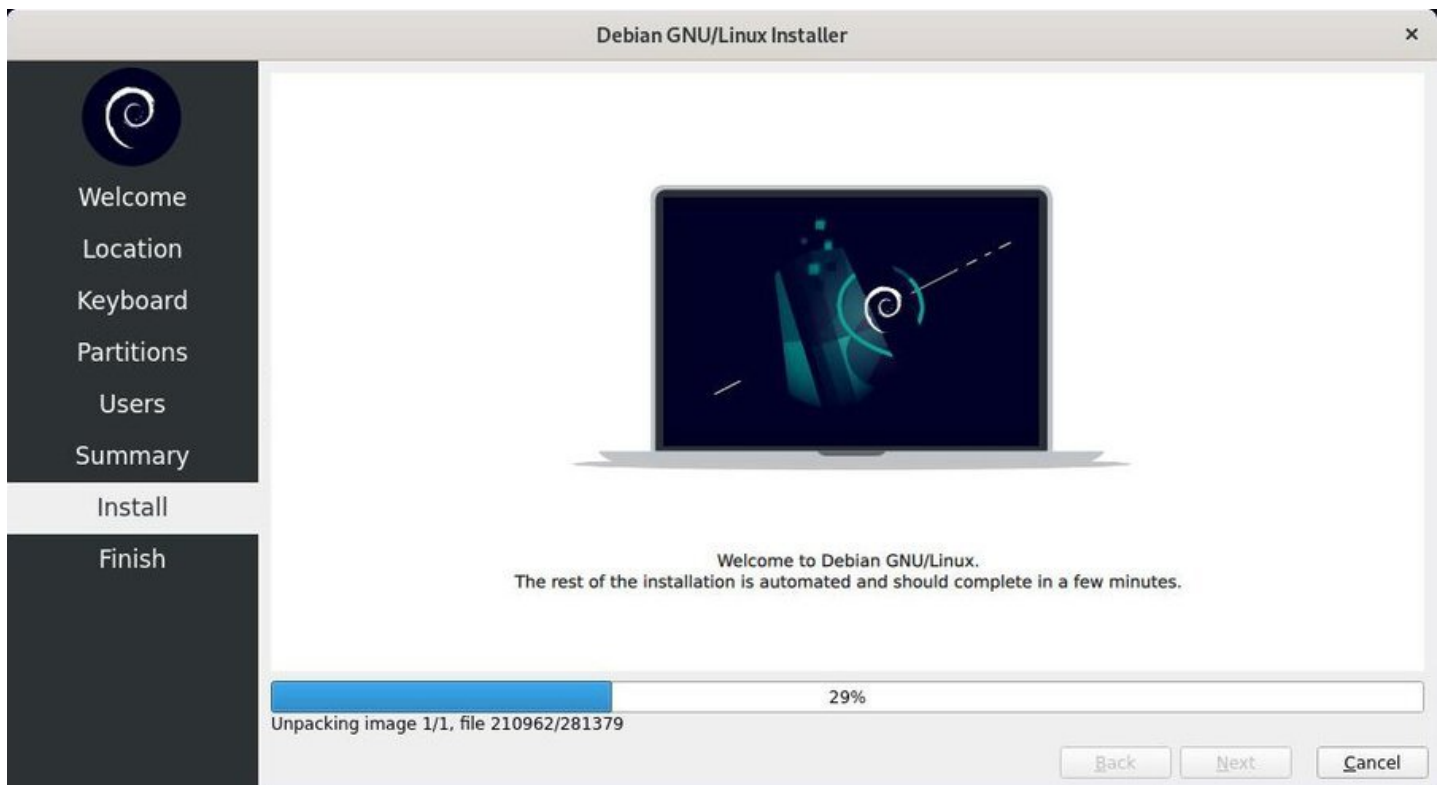 Debian GNU/Linux Installer
×
Welcome
Location
Keyboard
Partitions
Users
Summary
Install
Finish
Welcome to Debian GNU/Linux.
The rest of the installation is automated and should complete in a few minutes.
29%
Unpacking image 1/1, file 210962/281379
Back
Next
Cancel